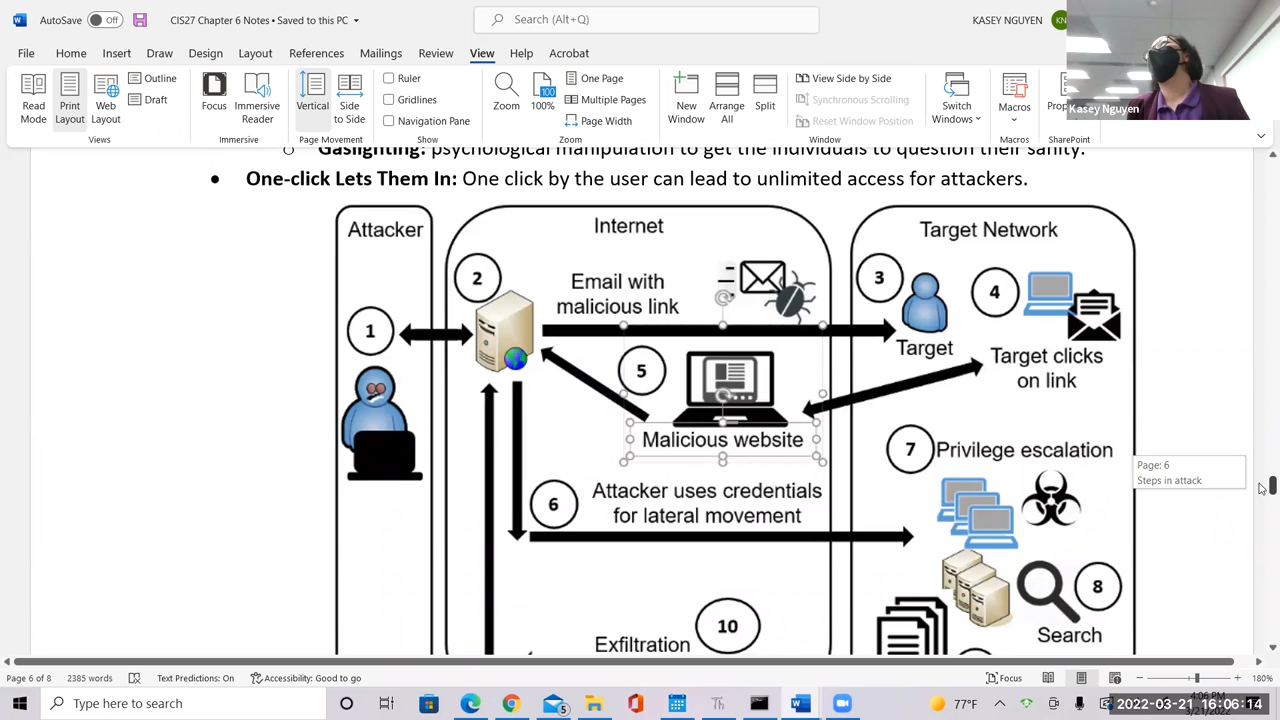 AutoSave Off CIS27 Chapter 6 Notes • Saved to this PC Search (Alt+Q) KASEY NGUYEN KN
File Home Insert Draw Design Layout References Mailings Review View Help Acrobat
Read Mode
Print Layout
Web Layout
Outline
Draft
Views
Focus
Immersive Reader
Immersive
Vertical
Side to Side
Page Movement
Ruler
Gridlines
Navigation Pane
Show
Zoom
100
100%
One Page
Multiple Pages
Page Width
Zoom
New Window
Arrange All
Split
View Side by Side
Synchronous Scrolling
Reset Window Position
Window
Switch Windows
Macros
Macros
SharePoint
Kasey Nguyen
Gaslighting: psychological manipulation to get the individuals to question their sanity.
One-click Lets Them In: One click by the user can lead to unlimited access for attackers.
Attacker
Internet
Target Network
1
2
Email with
malicious link
3
Target
4
Target clicks
on link
5
Malicious website
6
Attacker uses credentials
for lateral movement
7
Privilege escalation
8
Search
10
Exfiltration
Page: 6
Steps in attack
Page 6 of 8 2385 words Text Predictions: On Accessibility: Good to go Focus 180%
Type here to search
5
77°F
4:06 PM
2022-03-21 16:06:14